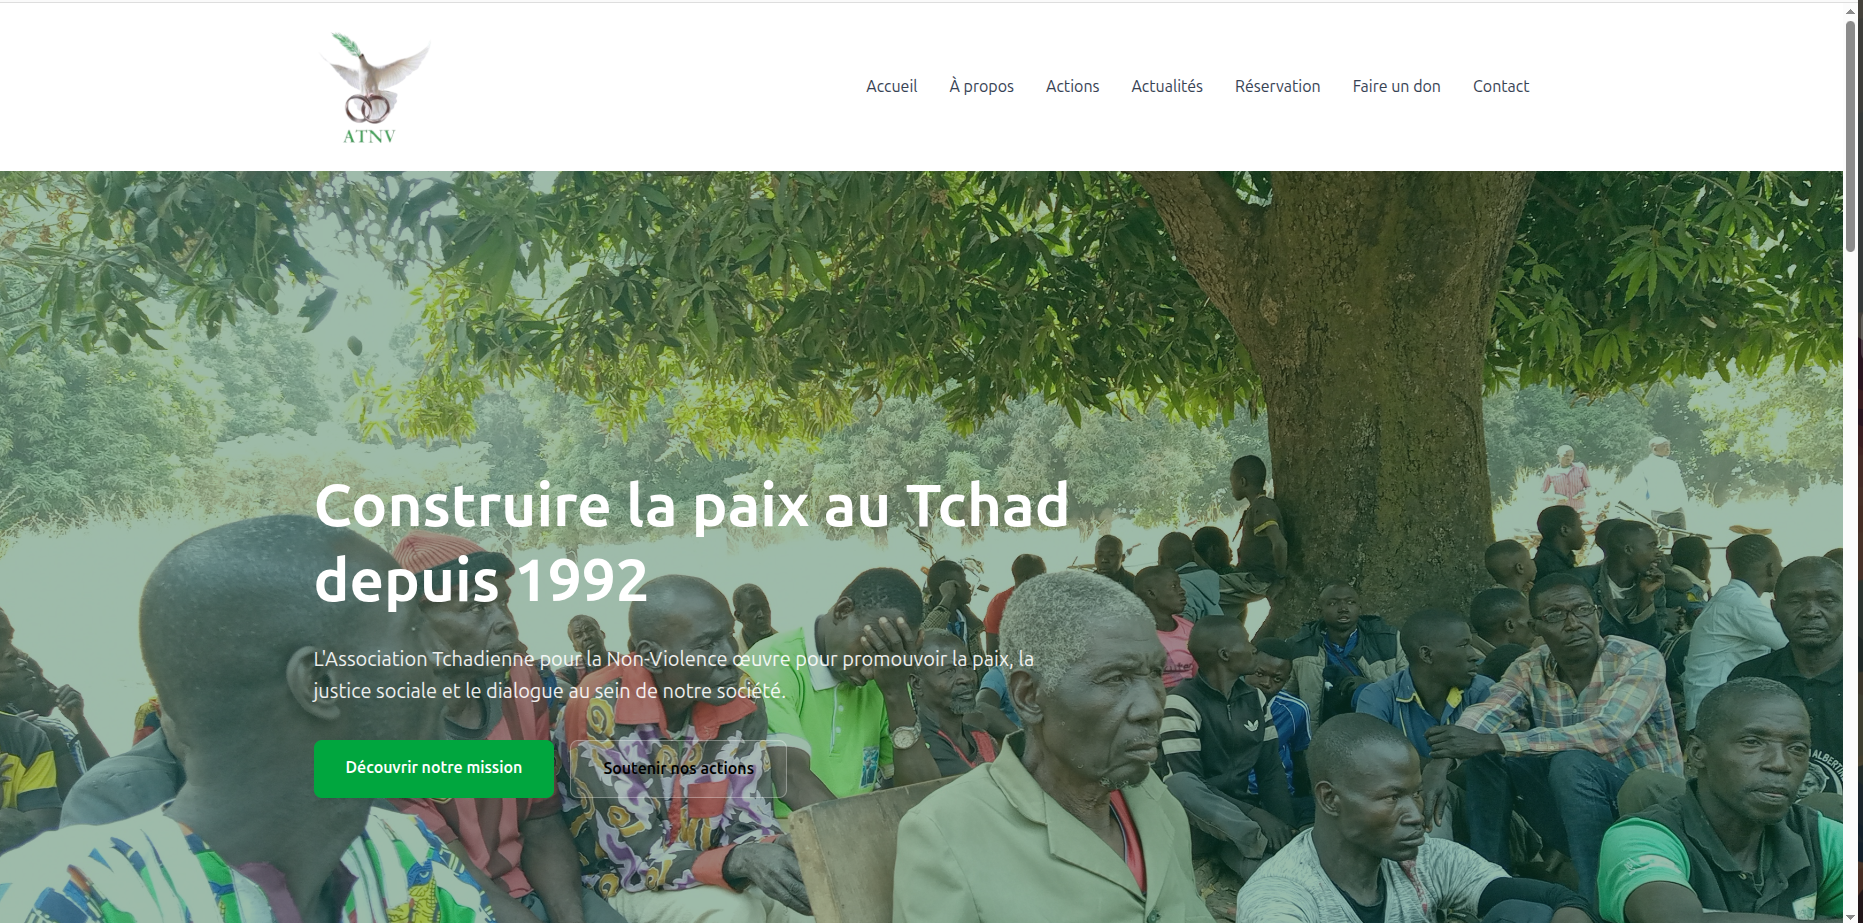 ATNV
Accueil À propos Actions Actualités Réservation Faire un don Contact
Construire la paix au Tchad
depuis 1992
L'Association Tchadienne pour la Non-Violence œuvre pour promouvoir la paix, la
justice sociale et le dialogue au sein de notre société.
Découvrir notre mission Soutenir nos actions